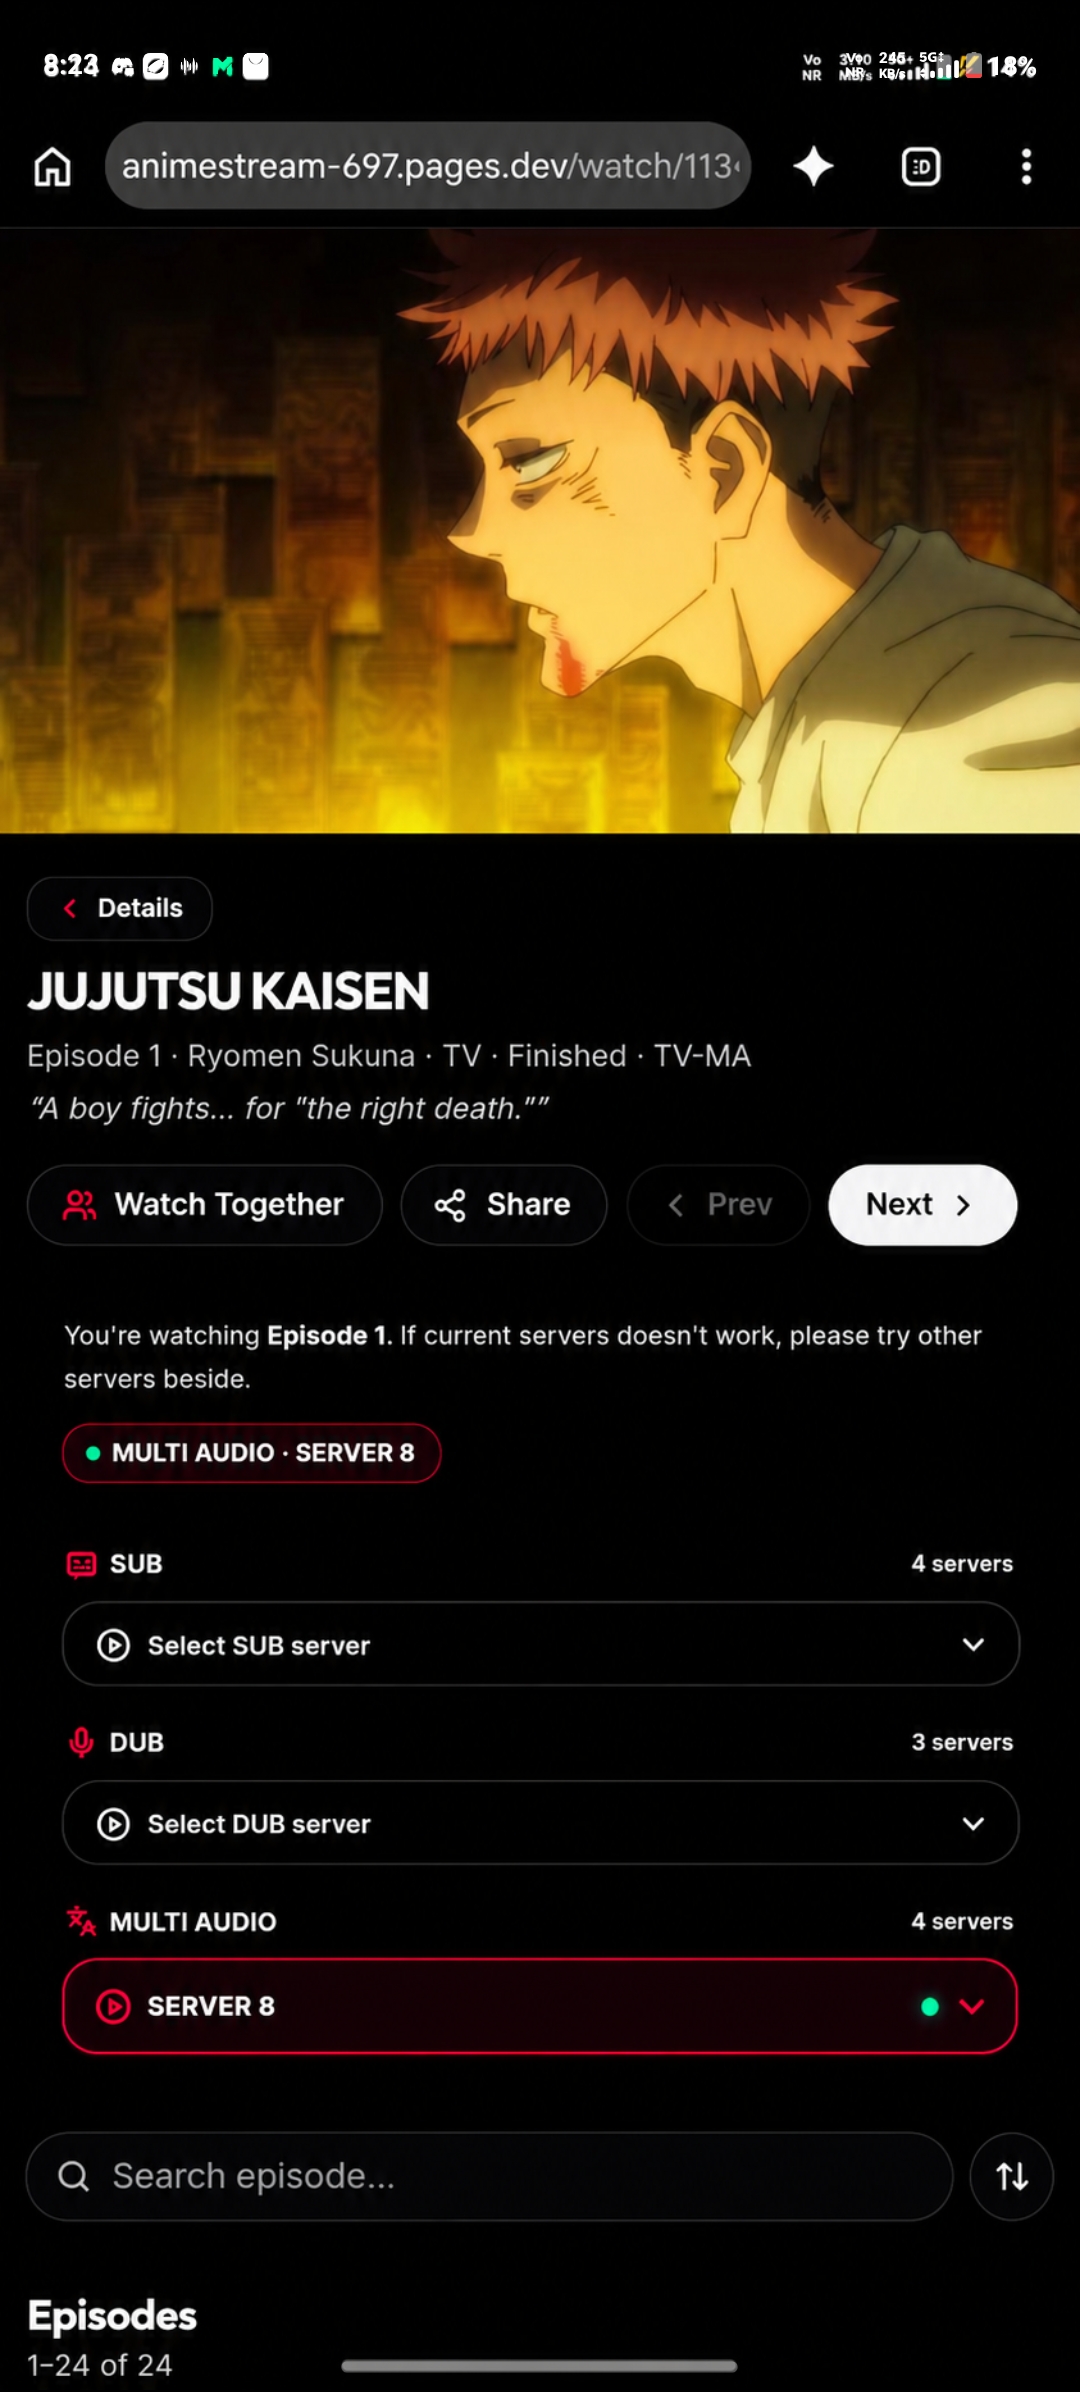 8:23
Vo NR
5G
18%
animestream-697.pages.dev/watch/113
Details
JUJUTSU KAISEN
Episode 1 · Ryomen Sukuna · TV · Finished · TV-MA
“A boy fights... for "the right death."”
Watch Together
Share
Prev
Next
You're watching Episode 1. If current servers doesn't work, please try other
servers beside.
MULTI AUDIO · SERVER 8
SUB
4 servers
Select SUB server
DUB
3 servers
Select DUB server
MULTI AUDIO
4 servers
SERVER 8
Search episode...
Episodes
1–24 of 24